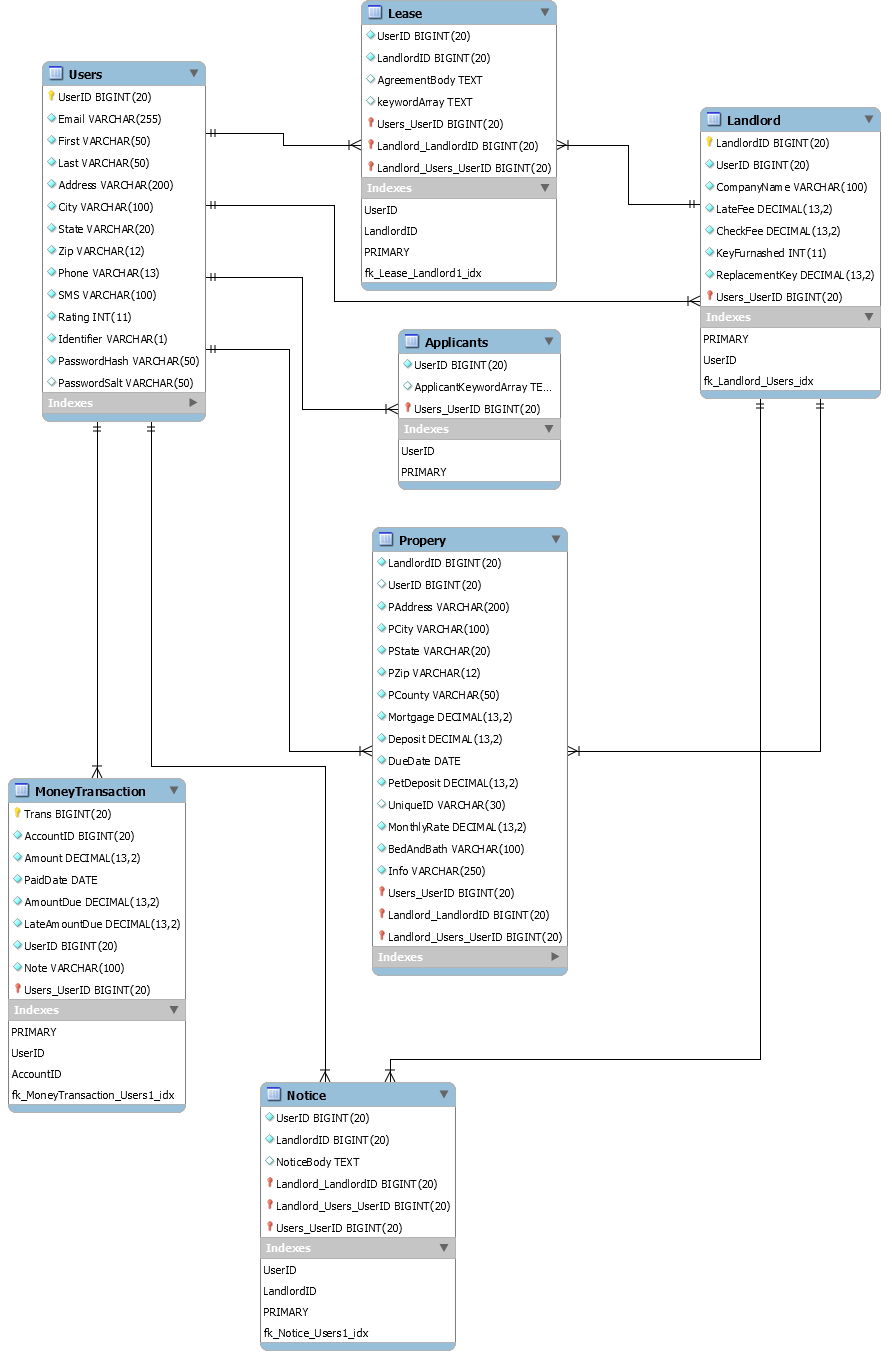 Lease
UserID BIGINT(20)
LandlordID BIGINT(20)
AgreementBody TEXT
keywordArray TEXT
Users_UserID BIGINT(20)
Landlord_LandlordID BIGINT(20)
Landlord_Users_UserID BIGINT(20)
Indexes
UserID
LandlordID
PRIMARY
fk_Lease_Landlord1_idx
Users
UserID BIGINT(20)
Email VARCHAR(255)
First VARCHAR(50)
Last VARCHAR(50)
Address VARCHAR(200)
City VARCHAR(100)
State VARCHAR(20)
Zip VARCHAR(12)
Phone VARCHAR(13)
SMS VARCHAR(100)
Rating INT(11)
Identifier VARCHAR(1)
PasswordHash VARCHAR(50)
PasswordSalt VARCHAR(50)
Indexes
Landlord
LandlordID BIGINT(20)
UserID BIGINT(20)
CompanyName VARCHAR(100)
LateFee DECIMAL(13,2)
CheckFee DECIMAL(13,2)
KeyFurnashed INT(11)
ReplacementKey DECIMAL(13,2)
Users_UserID BIGINT(20)
Indexes
PRIMARY
UserID
fk_Landlord_Users_idx
Applicants
UserID BIGINT(20)
ApplicantKeywordArray TE...
Users_UserID BIGINT(20)
Indexes
UserID
PRIMARY
Propery
LandlordID BIGINT(20)
UserID BIGINT(20)
PAddress VARCHAR(200)
PCity VARCHAR(100)
PState VARCHAR(20)
PZip VARCHAR(12)
PCounty VARCHAR(50)
Mortgage DECIMAL(13,2)
Deposit DECIMAL(13,2)
DueDate DATE
PetDeposit DECIMAL(13,2)
UniqueID VARCHAR(30)
MonthlyRate DECIMAL(13,2)
BedAndBath VARCHAR(100)
Info VARCHAR(250)
Users_UserID BIGINT(20)
Landlord_LandlordID BIGINT(20)
Landlord_Users_UserID BIGINT(20)
Indexes
MoneyTransaction
Trans BIGINT(20)
AccountID BIGINT(20)
Amount DECIMAL(13,2)
PaidDate DATE
AmountDue DECIMAL(13,2)
LateAmountDue DECIMAL(13,2)
UserID BIGINT(20)
Note VARCHAR(100)
Users_UserID BIGINT(20)
Indexes
PRIMARY
UserID
AccountID
fk_MoneyTransaction_Users1_idx
Notice
UserID BIGINT(20)
LandlordID BIGINT(20)
NoticeBody TEXT
Landlord_LandlordID BIGINT(20)
Landlord_Users_UserID BIGINT(20)
Users_UserID BIGINT(20)
Indexes
UserID
LandlordID
PRIMARY
fk_Notice_Users1_idx